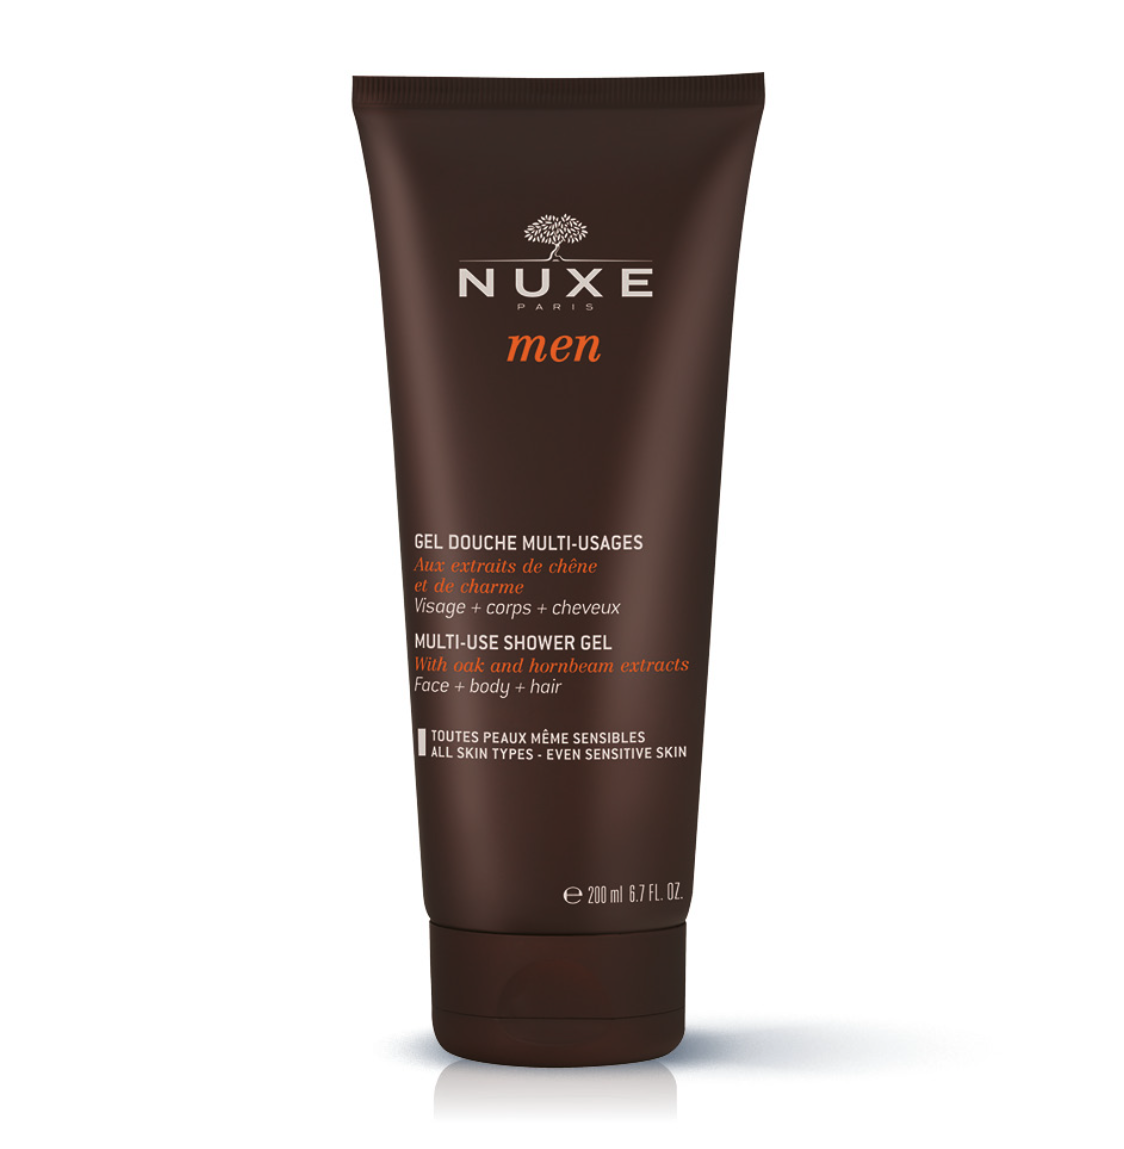 NUXE
PARIS
men
GEL DOUCHE MULTI-USAGES
Aux extraits de chêne
et de charme
Visage + corps + cheveux
MULTI-USE SHOWER GEL
With oak and hornbeam extracts
Face + body + hair
TOUTES PEAUX MÊME SENSIBLES
ALL SKIN TYPES - EVEN SENSITIVE SKIN
℮ 200 ml 6.7 FL. OZ.